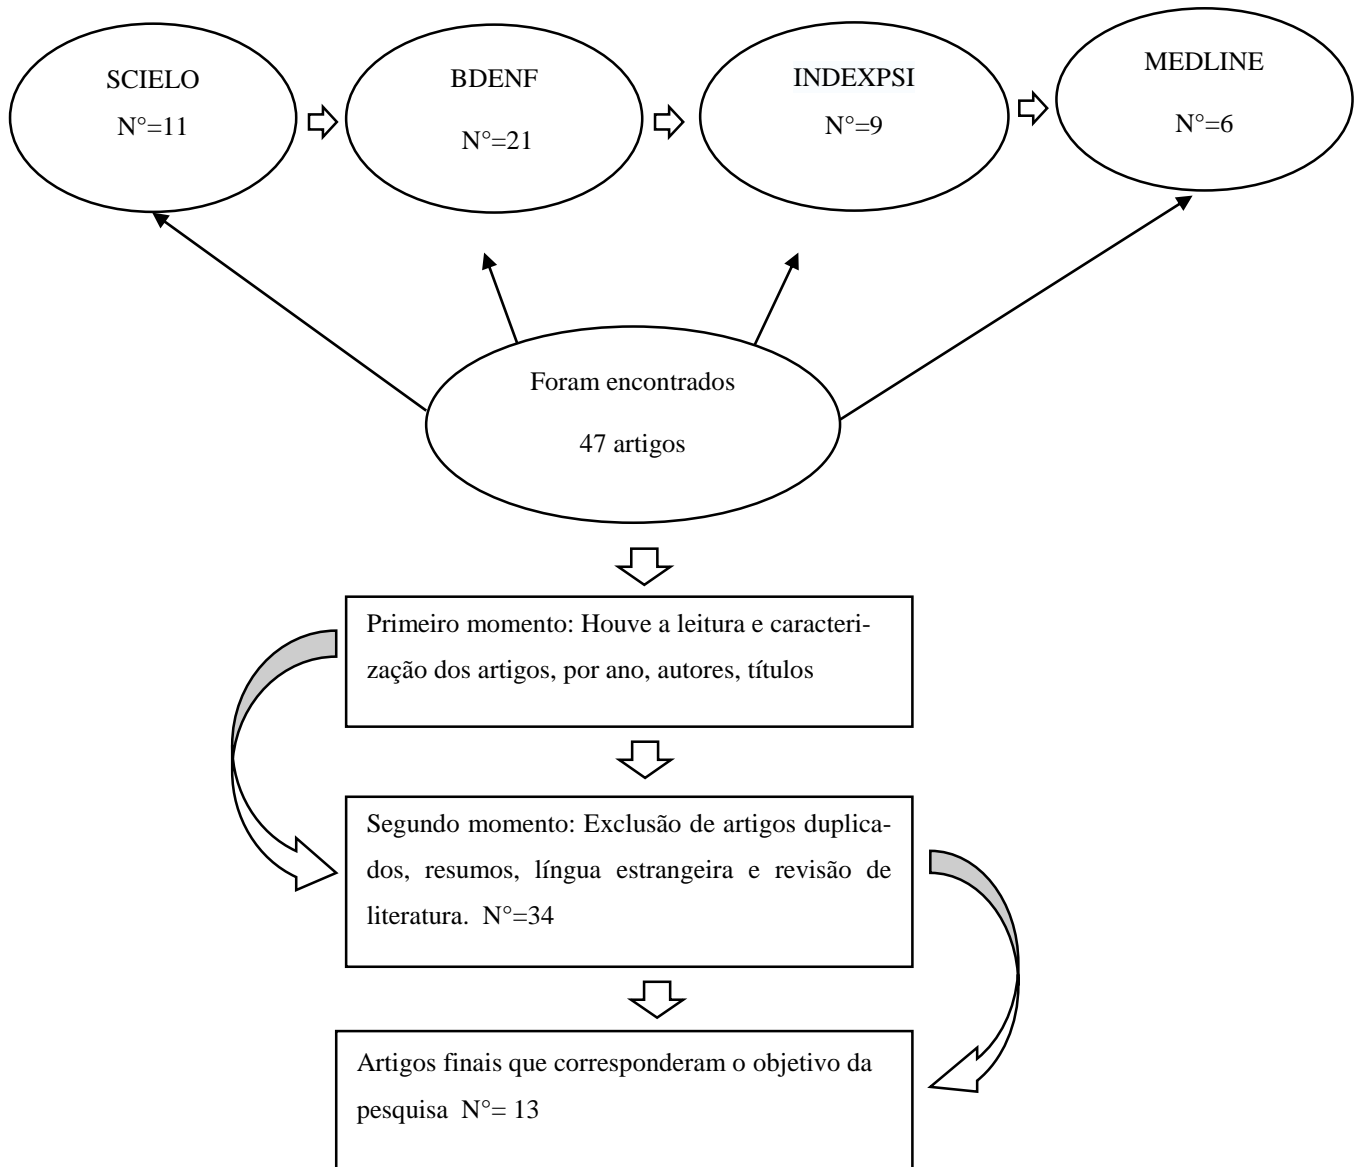 SCIELO
N°=11
BDENF
N°=21
INDEXPSI
N°=9
MEDLINE
N°=6
Foram encontrados
47 artigos
Primeiro momento: Houve a leitura e caracteri-
zação dos artigos, por ano, autores, títulos
Segundo momento: Exclusão de artigos duplica-
dos, resumos, língua estrangeira e revisão de
literatura. N°=34
Artigos finais que corresponderam o objetivo da
pesquisa N°= 13